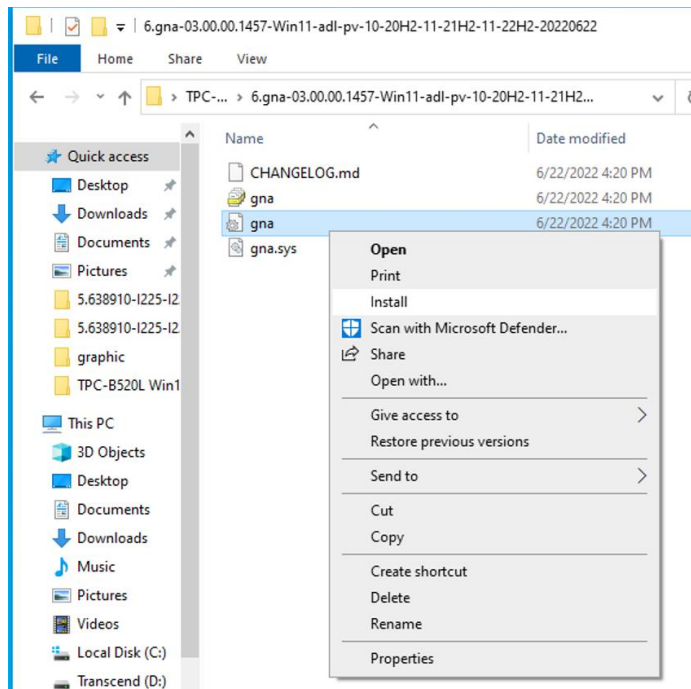 6.gna-03.00.00.1457-Win11-adl-pv-10-20H2-11-21H2-11-22H2-20220622
File Home Share View
TPC-... > 6.gna-03.00.00.1457-Win11-adl-pv-10-20H2-11-21H2...
Name Date modified
Quick access
Desktop
Downloads
Documents
Pictures
5.638910-I225-I2
5.638910-I225-I2
graphic
TPC-B520L Win1
This PC
3D Objects
Desktop
Documents
Downloads
Music
Pictures
Videos
Local Disk (C:)
Transcend (D:)
CHANGELOG.md 6/22/2022 4:20 PM
gna 6/22/2022 4:20 PM
gna 6/22/2022 4:20 PM
gna.sys
Open
Print
Install
Scan with Microsoft Defender...
Share
Open with...
Give access to
Restore previous versions
Send to
Cut
Copy
Create shortcut
Delete
Rename
Properties